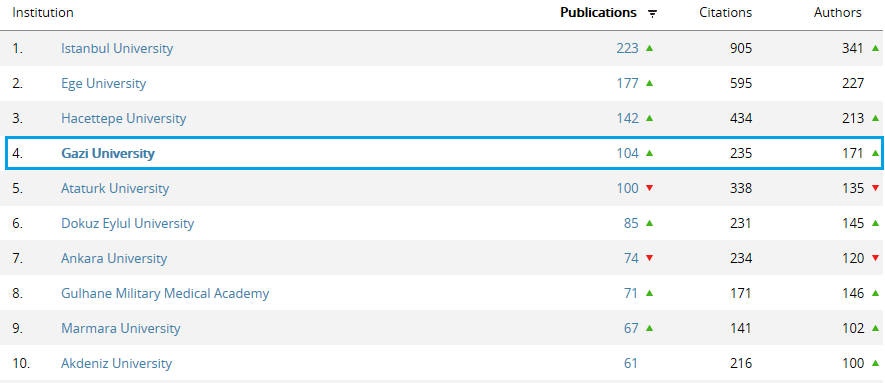 Institution Publications Citations Authors
1. Istanbul University 223 905 341
2. Ege University 177 595 227
3. Hacettepe University 142 434 213
4. Gazi University 104 235 171
5. Ataturk University 100 338 135
6. Dokuz Eylul University 85 231 145
7. Ankara University 74 234 120
8. Gulhane Military Medical Academy 71 171 146
9. Marmara University 67 141 102
10. Akdeniz University 61 216 100